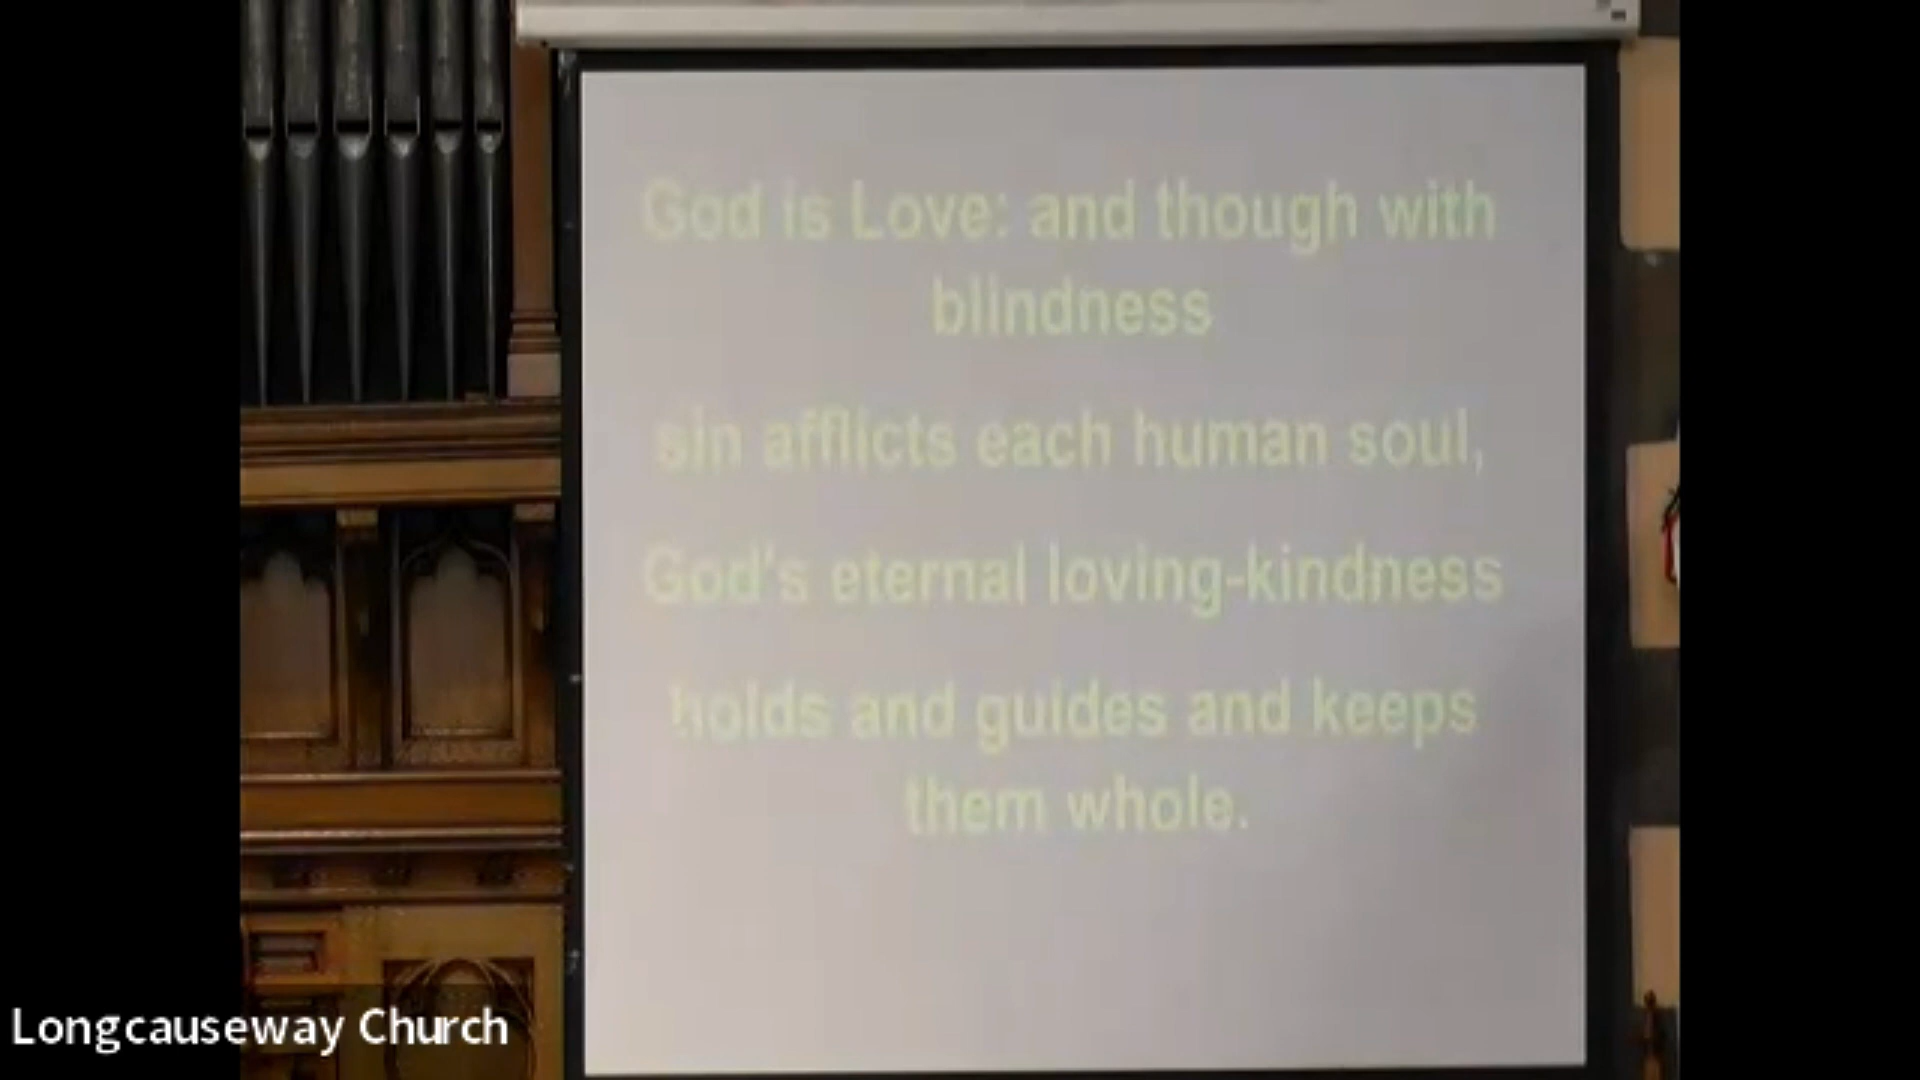 God is Love: and though with
blindness
sin afflicts each human soul,
God's eternal loving-kindness
holds and guides and keeps
them whole.
Longcauseway Church